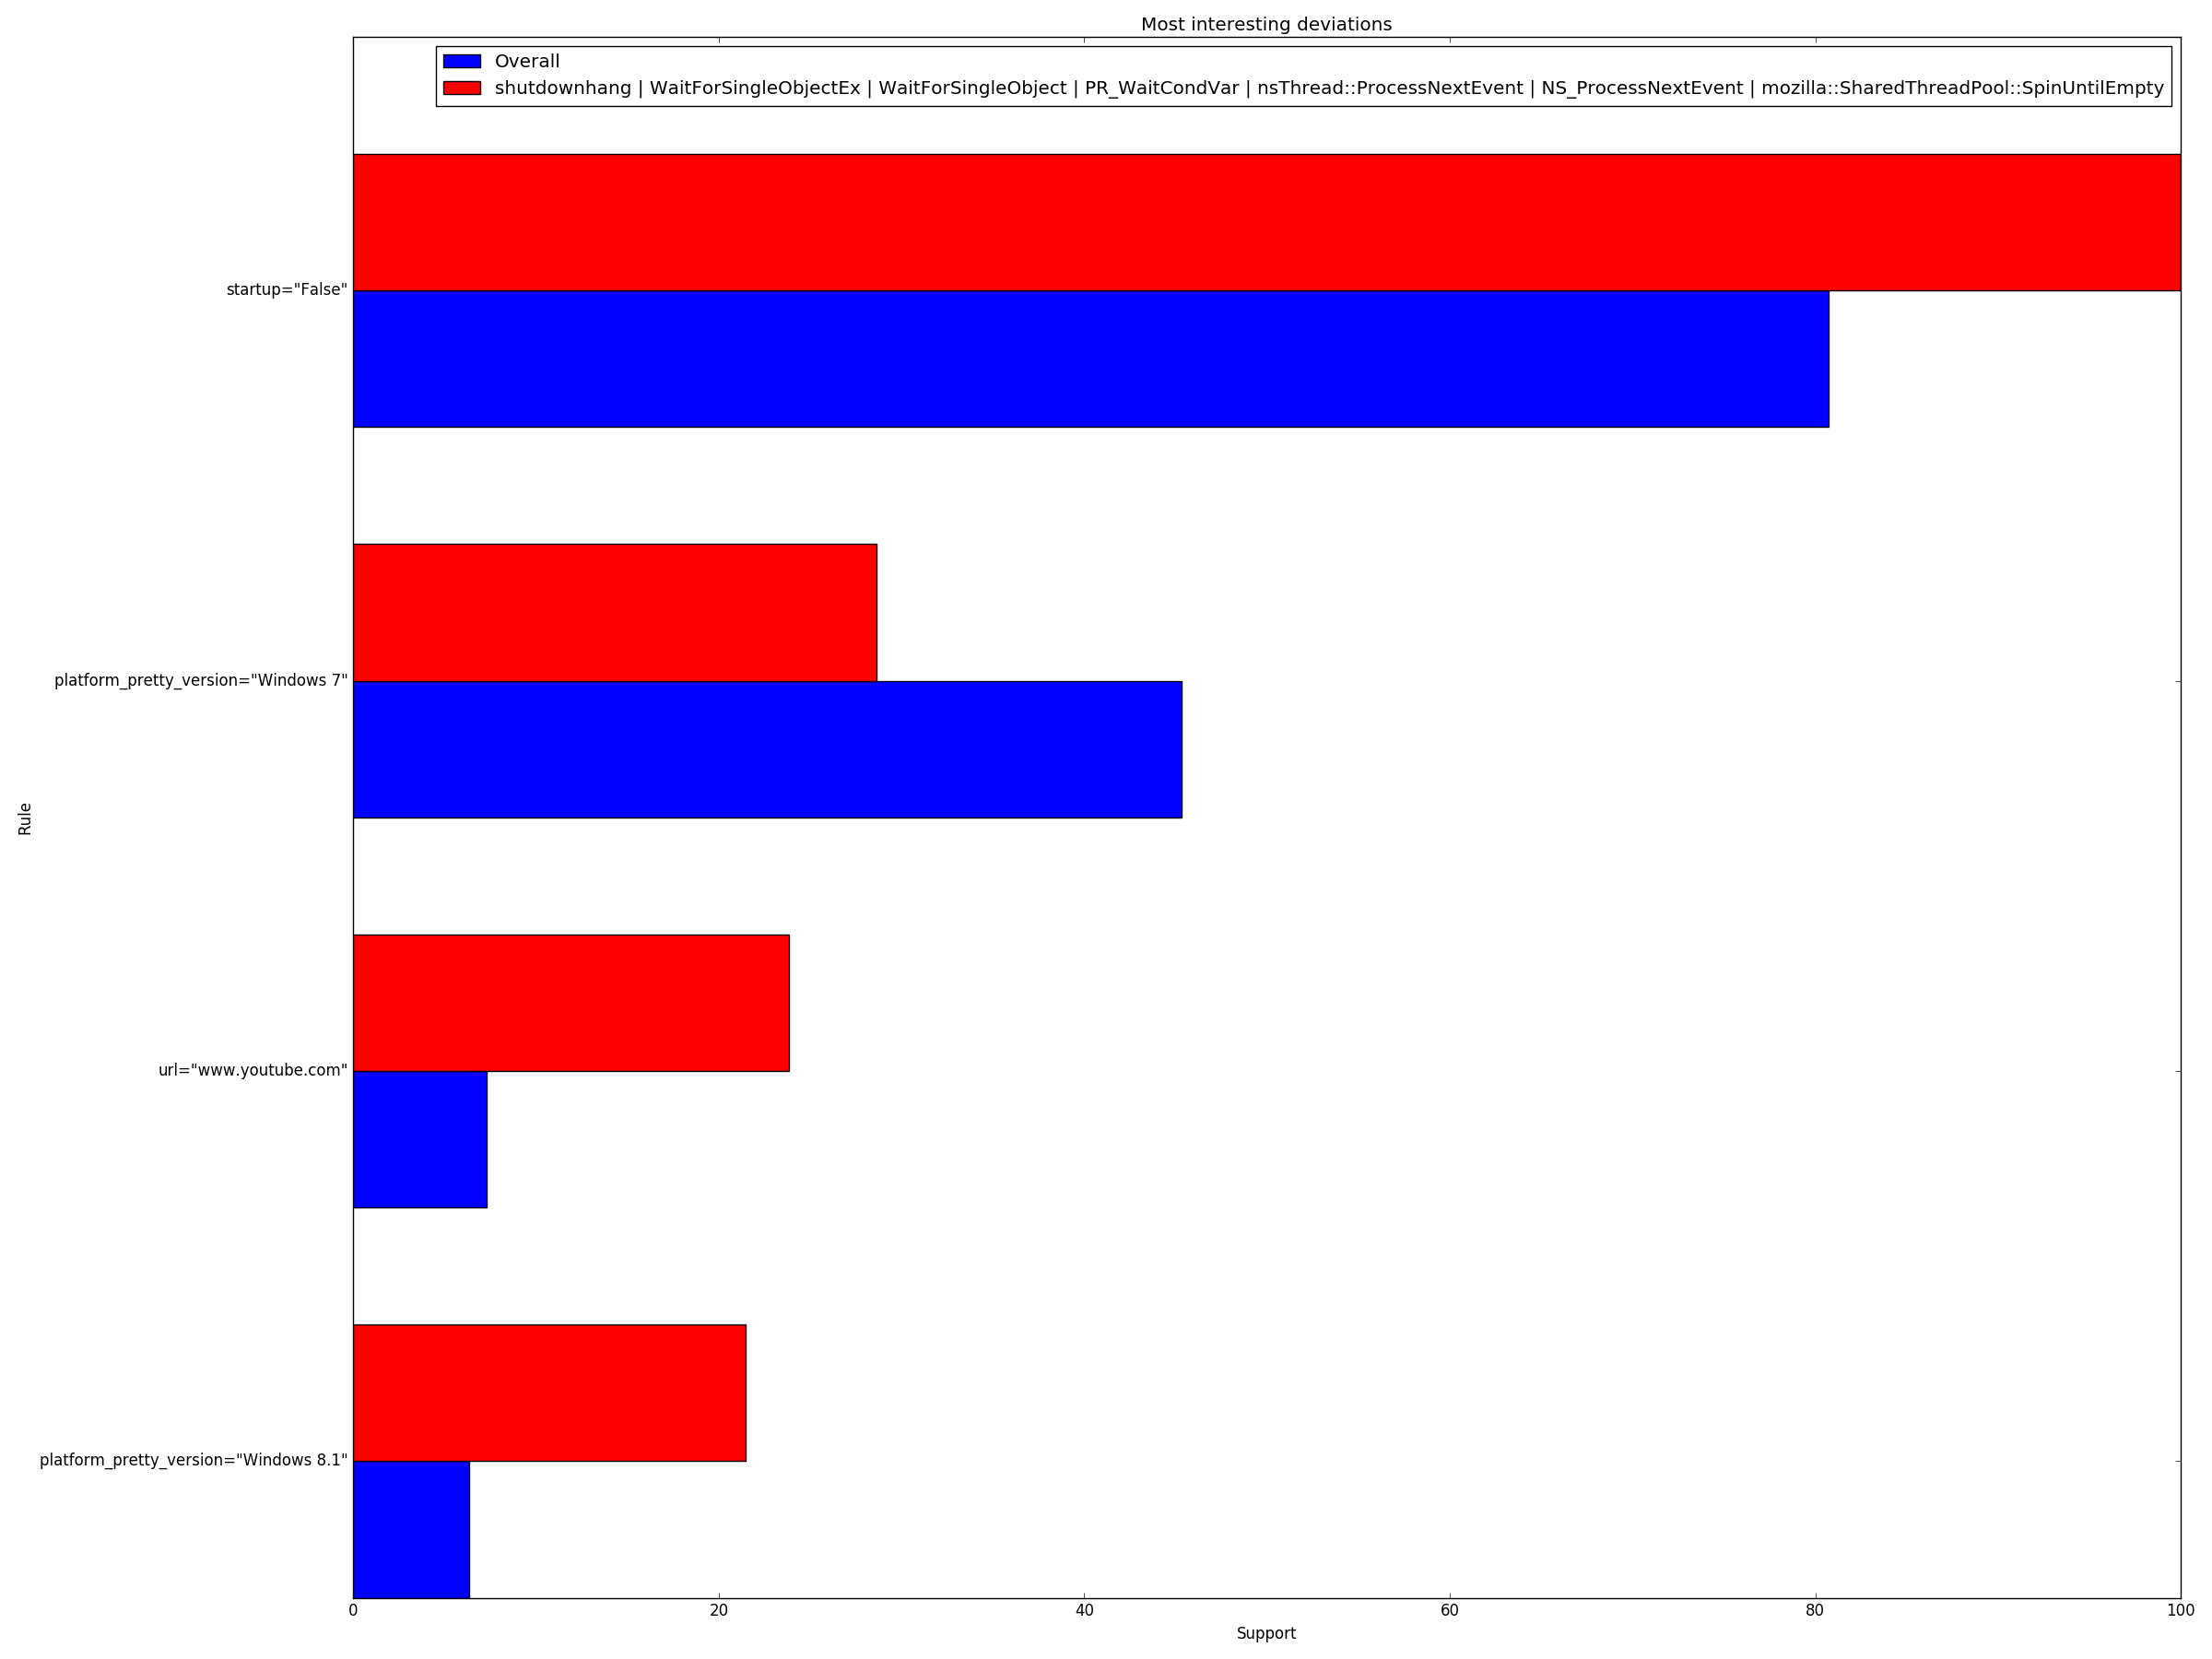 Most interesting deviations
Overall
shutdownhang | WaitForSingleObjectEx | WaitForSingleObject | PR_WaitCondVar | nsThread::ProcessNextEvent | NS_ProcessNextEvent | mozilla::SharedThreadPool::SpinUntilEmpty
startup="False"
platform_pretty_version="Windows 7"
Rule
url="www.youtube.com"
platform_pretty_version="Windows 8.1"
0 20 40 60 80 100
Support